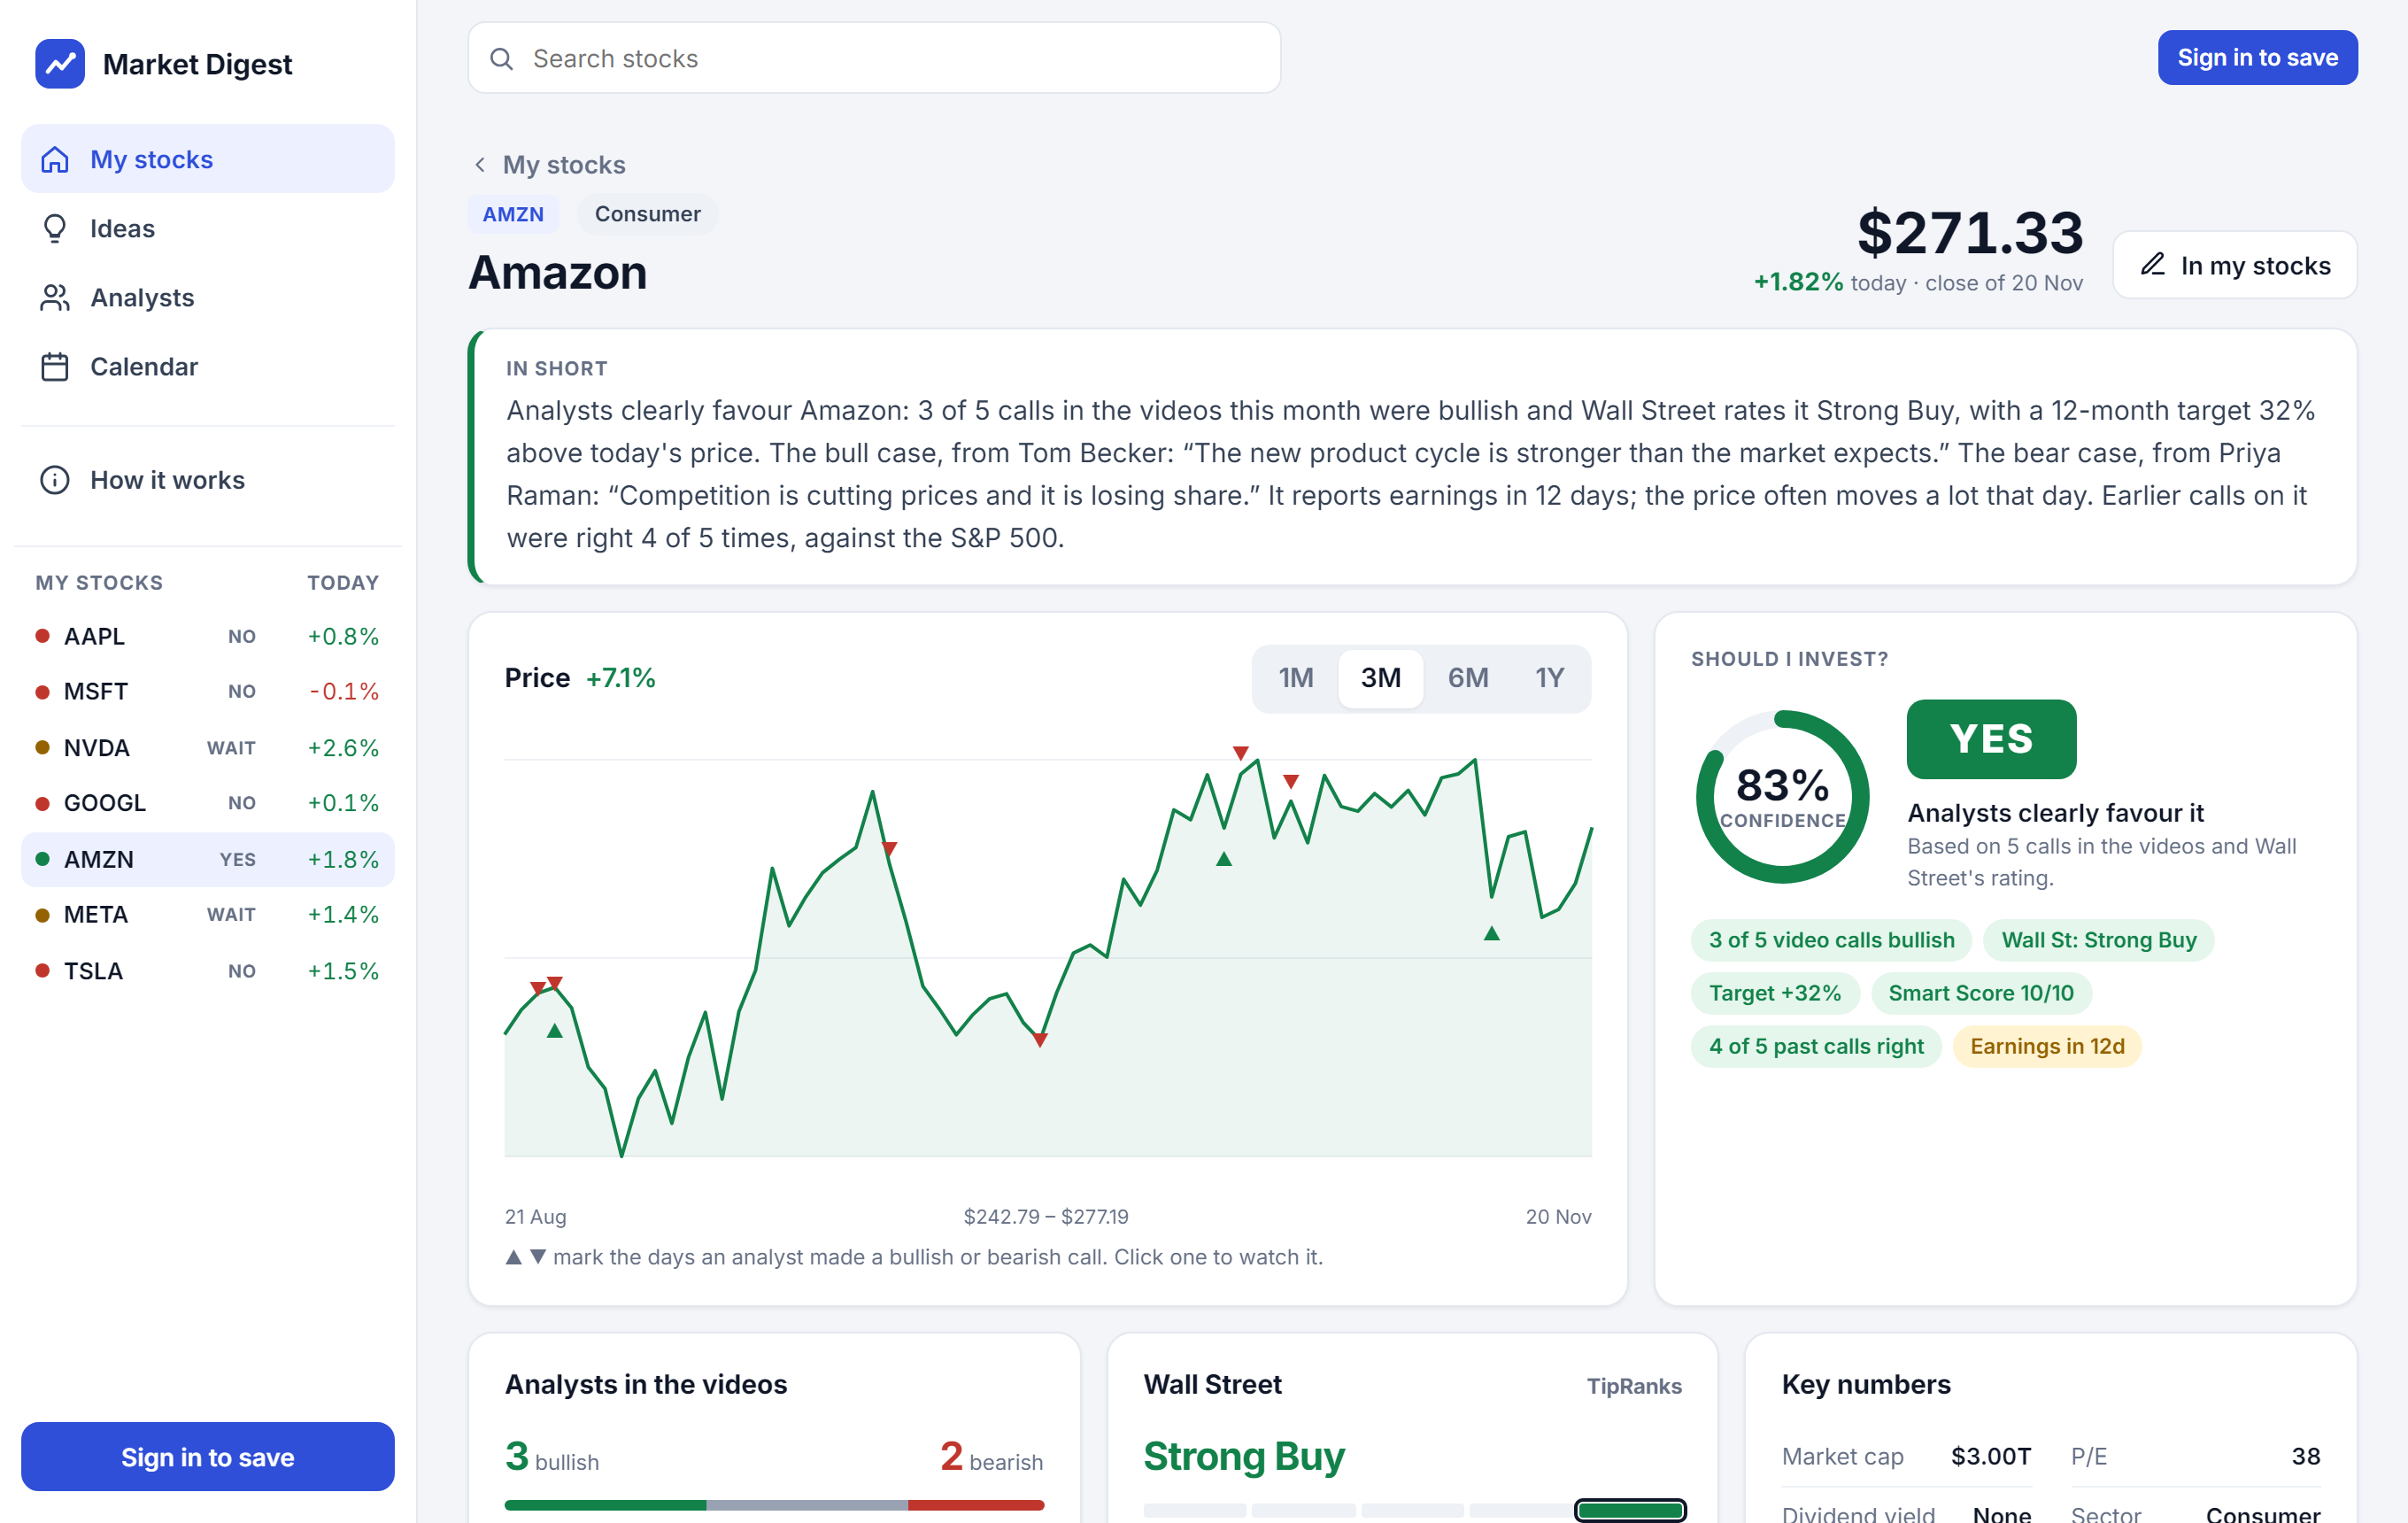 Market Digest
My stocks
Ideas
Analysts
Calendar
How it works
MY STOCKS TODAY
AAPL NO +0.8%
MSFT NO -0.1%
NVDA WAIT +2.6%
GOOGL NO +0.1%
AMZN YES +1.8%
META WAIT +1.4%
TSLA NO +1.5%
Sign in to save
Search stocks
Sign in to save
My stocks
AMZN Consumer
Amazon
$271.33
+1.82% today · close of 20 Nov
In my stocks
IN SHORT
Analysts clearly favour Amazon: 3 of 5 calls in the videos this month were bullish and Wall Street rates it Strong Buy, with a 12-month target 32%
above today's price. The bull case, from Tom Becker: “The new product cycle is stronger than the market expects.” The bear case, from Priya
Raman: “Competition is cutting prices and it is losing share.” It reports earnings in 12 days; the price often moves a lot that day. Earlier calls on it
were right 4 of 5 times, against the S&P 500.
Price +7.1%
1M 3M 6M 1Y
21 Aug $242.79 – $277.19 20 Nov
▲ ▼ mark the days an analyst made a bullish or bearish call. Click one to watch it.
SHOULD I INVEST?
83%
CONFIDENCE
YES
Analysts clearly favour it
Based on 5 calls in the videos and Wall
Street's rating.
3 of 5 video calls bullish Wall St: Strong Buy
Target +32% Smart Score 10/10
4 of 5 past calls right Earnings in 12d
Analysts in the videos
3 bullish 2 bearish
Wall Street TipRanks
Strong Buy
Key numbers
Market cap $3.00T P/E 38
Dividend yield None Sector Consumer